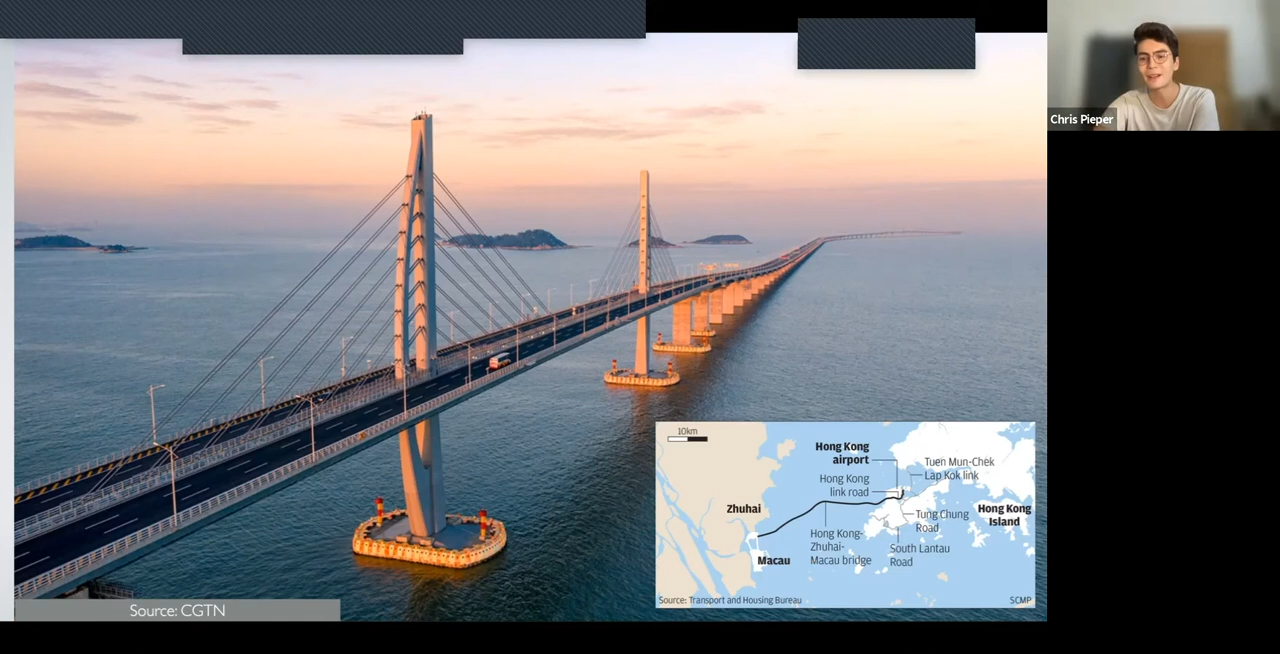 Chris Pieper
10km
Hong Kong
airport
Tuen Mun-Chek
Lap Kok link
Hong Kong
link road
Zhuhai
Tung Chung
Road
Hong Kong
Island
Hong Kong-
Zhuhai-
Macau bridge
South Lantau
Road
Macau
Source: Transport and Housing Bureau
SCMP
Source: CGTN